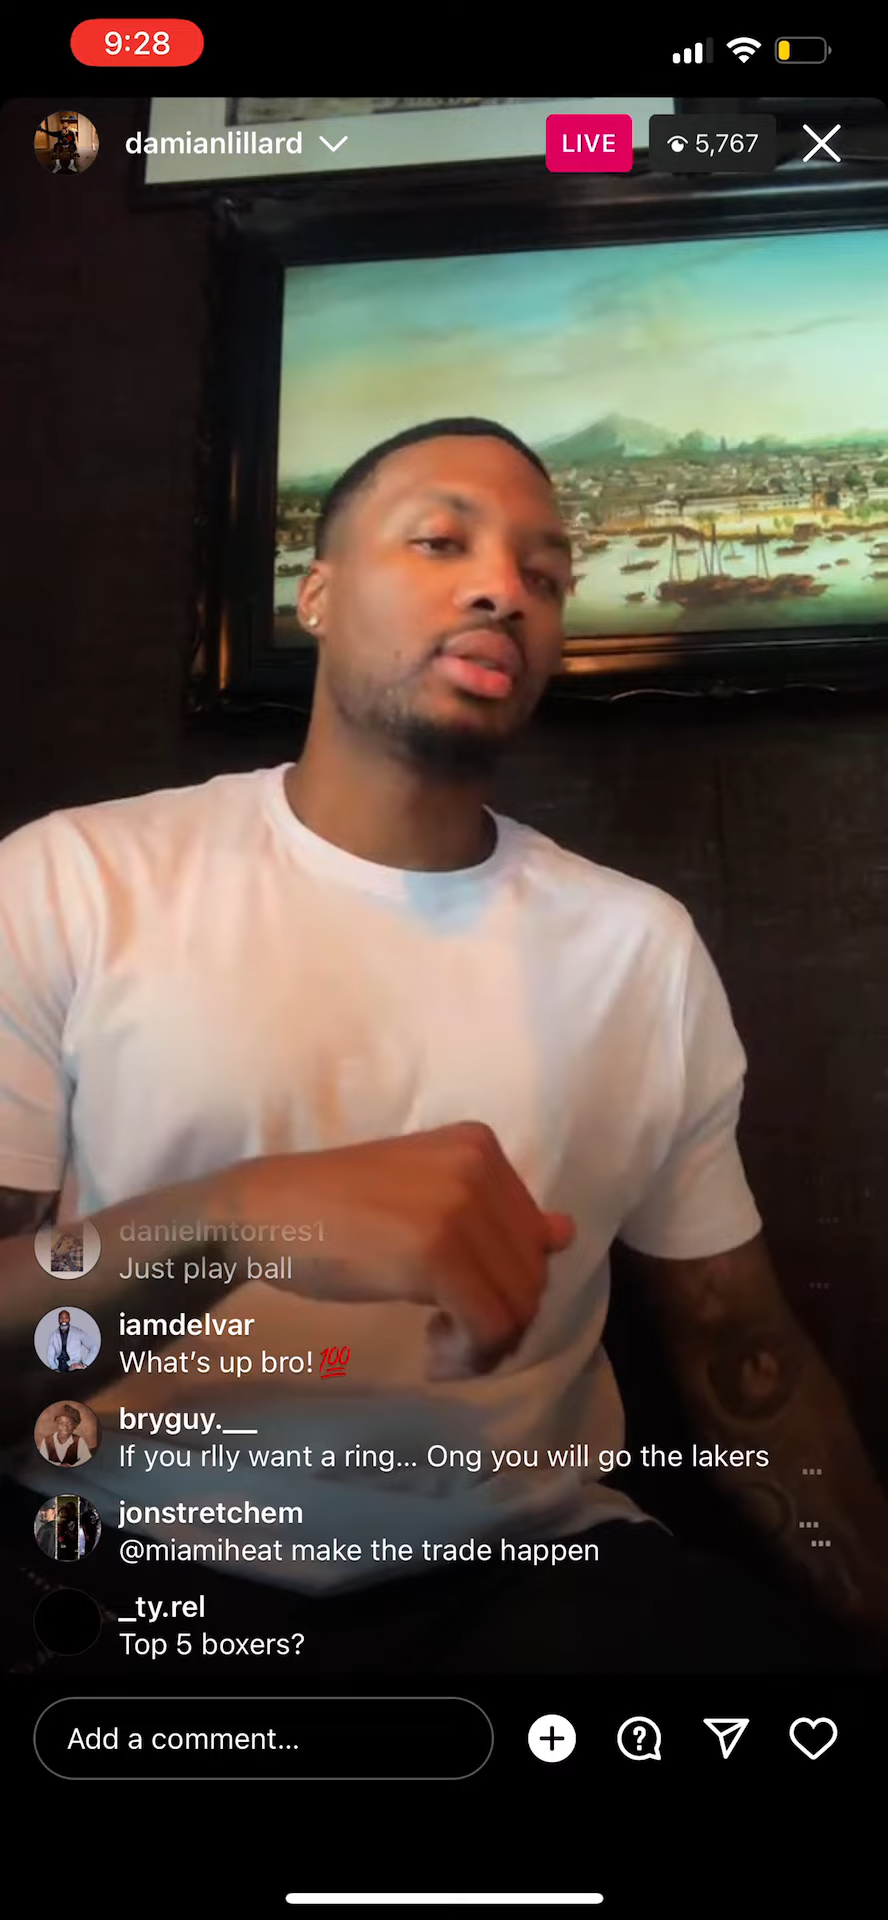 9:28
damianlillard
LIVE
5,767
danielmtorres1
Just play ball
iamdelvar
What's up bro!💯
bryguy.___
If you rlly want a ring... Ong you will go the lakers
jonstretchem
@miamiheat make the trade happen
_ty.rel
Top 5 boxers?
Add a comment...